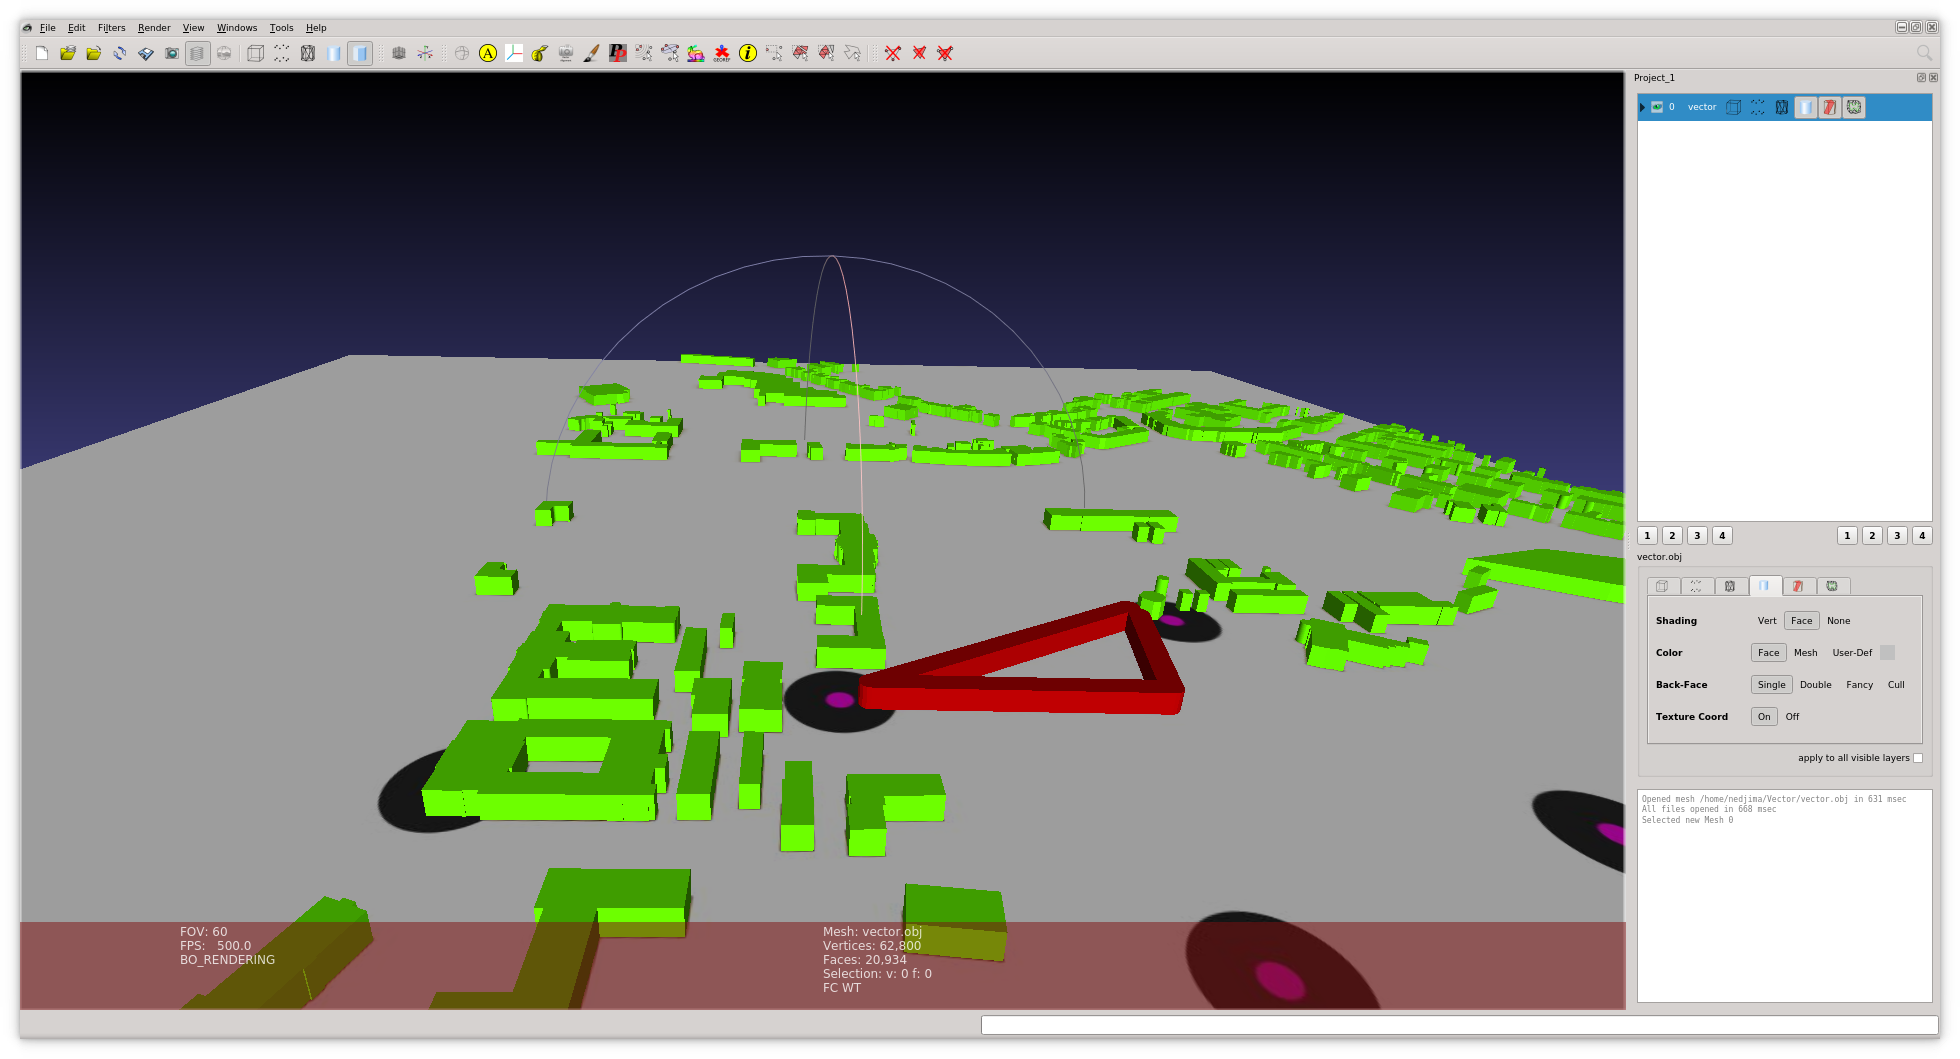 File Edit Filters Render View Windows Tools Help
A
PP
i
GEOREF
Project_1
0 vector
1 2 3 4 1 2 3 4
vector.obj
Shading Vert Face None
Color Face Mesh User-Def
Back-Face Single Double Fancy Cull
Texture Coord On Off
apply to all visible layers
Opened mesh /home/nedjima/Vector/vector.obj in 631 msec
All files opened in 668 msec
Selected new Mesh 0
FOV: 60
FPS: 500.0
BO_RENDERING
Mesh: vector.obj
Vertices: 62,800
Faces: 20,934
Selection: v: 0 f: 0
FC WT